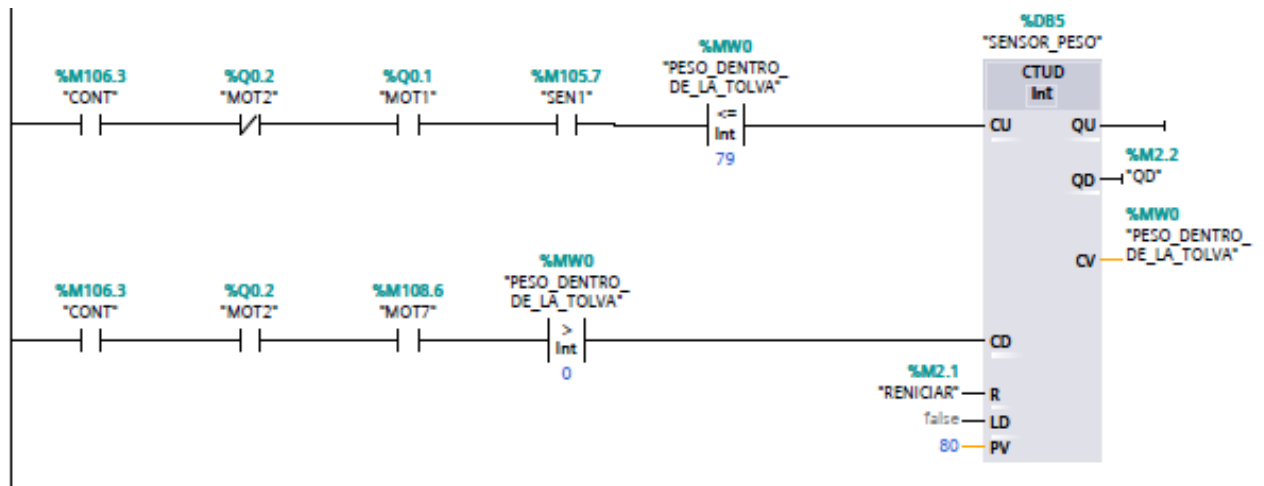 %DB5
"SENSOR_PESO"
%MW0
"PESO_DENTRO_
DE_LA_TOLVA"
CTUD
Int
%M106.3
"CONT"
%Q0.2
"MOT2"
%Q0.1
"MOT1"
%M105.7
"SEN1"
<=
Int
79
CU
QU
%M2.2
"QD"
QD
%MW0
"PESO_DENTRO_
DE_LA_TOLVA"
CV
%MW0
"PESO_DENTRO_
DE_LA_TOLVA"
%M106.3
"CONT"
%Q0.2
"MOT2"
%M108.6
"MOT7"
>
Int
0
CD
%M2.1
"RENICIAR"
R
false
LD
80
PV